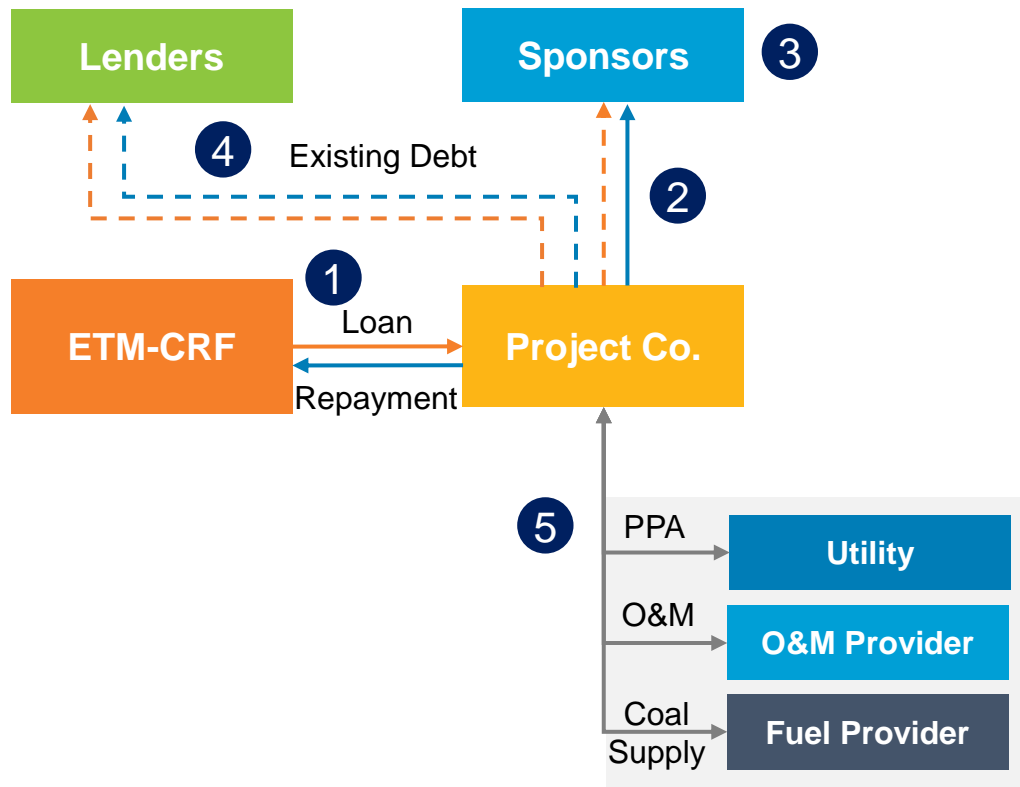 Lenders
Sponsors
3
4
Existing Debt
2
1
ETM-CRF
Loan
Repayment
Project Co.
5
PPA
Utility
O&M
O&M Provider
Coal
Supply
Fuel Provider